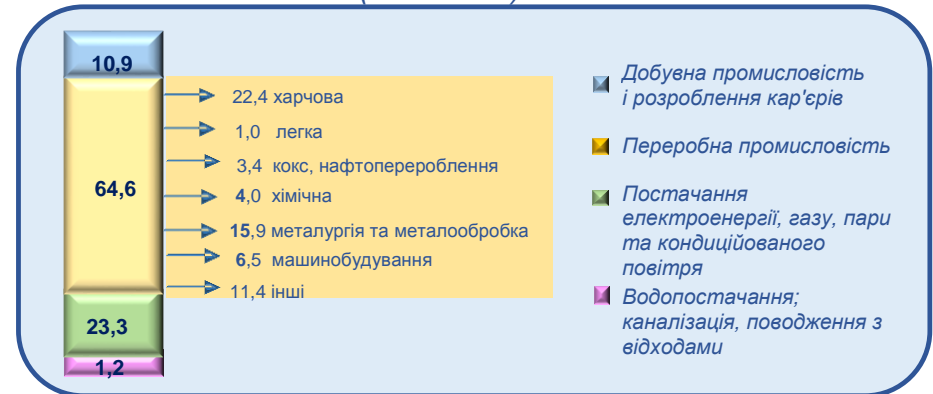 10,9
64,6
23,3
1,2
22,4 харчова
1,0 легка
3,4 кокс, нафтоперероблення
4,0 хімічна
15,9 металургія та металообробка
6,5 машинобудування
11,4 інші
Добувна промисловість
і розроблення кар'єрів
Переробна промисловість
Постачання
електроенергії, газу, пари
та кондиційованого
повітря
Водопостачання;
каналізація, поводження з
відходами